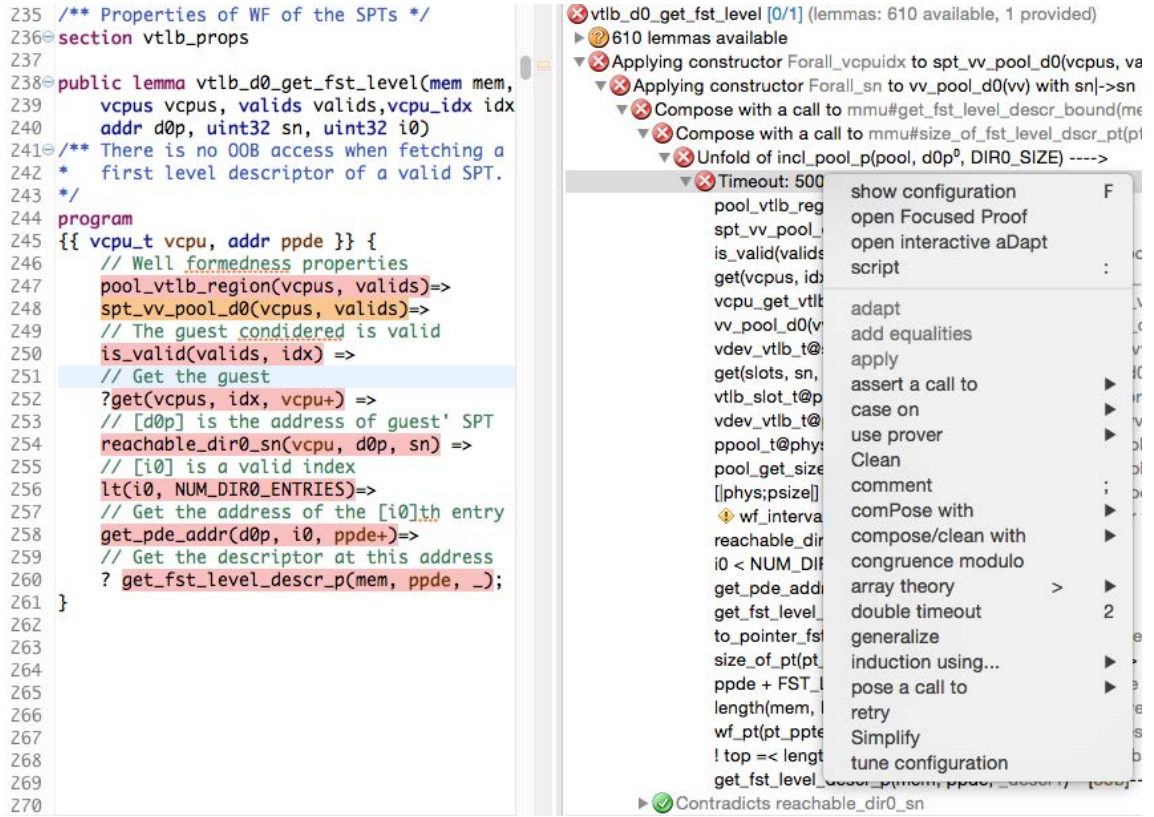 235 /** Properties of WF of the SPTs */
236 section vtlb_props
237
238 public lemma vtlb_d0_get_fst_level(mem mem,
239 vcpus vcpus, valids valids,vcpu_idx idx
240 addr d0p, uint32 sn, uint32 i0)
241 /** There is no OOB access when fetching a
242 * first level descriptor of a valid SPT.
243 */
244 program
245 {{ vcpu_t vcpu, addr ppde }} {
246 // Well formedness properties
247 pool_vtlb_region(vcpus, valids)=>
248 spt_vv_pool_d0(vcpus, valids)=>
249 // The guest condidered is valid
250 is_valid(valids, idx) =>
251 // Get the guest
252 ?get(vcpus, idx, vcpu+) =>
253 // [d0p] is the address of guest' SPT
254 reachable_dir0_sn(vcpu, d0p, sn) =>
255 // [i0] is a valid index
256 lt(i0, NUM_DIR0_ENTRIES)=>
257 // Get the address of the [i0]th entry
258 get_pde_addr(d0p, i0, ppde+)=>
259 // Get the descriptor at this address
260 ? get_fst_level_descr_p(mem, ppde, _);
261 }
262
263
264
265
266
267
268
269
270
vtlb_d0_get_fst_level [0/1] (lemmas: 610 available, 1 provided)
610 lemmas available
Applying constructor Forall_vcpuidx to spt_vv_pool_d0(vcpus, va
Applying constructor Forall_sn to vv_pool_d0(vv) with sn|->sn
Compose with a call to mmu#get_fst_level_descr_bound(me
Compose with a call to mmu#size_of_fst_level_dscr_pt(pt
Unfold of incl_pool_p(pool, d0p⁰, DIR0_SIZE) ---->
Timeout: 500
pool_vtlb_reg
spt_vv_pool_
is_valid(valids
get(vcpus, idx
vcpu_get_vtlb
vv_pool_d0(v
vdev_vtlb_t@
get(slots, sn,
vtlb_slot_t@p
vdev_vtlb_t@
ppool_t@phys
pool_get_size
[|phys;psize|]
wf_interva
reachable_dir
i0 < NUM_DIF
get_pde_add
get_fst_level_
to_pointer_fst
size_of_pt(pt_
ppde + FST_L
length(mem,
wf_pt(pt_ppte
! top =< lengt
get_fst_level_descr_p(mem, ppde,
Contradicts reachable_dir0_sn
show configuration F
open Focused Proof
open interactive aDapt
script :
adapt
add equalities
apply
assert a call to
case on
use prover
Clean
comment ;
comPose with
compose/clean with
congruence modulo
array theory >
double timeout 2
generalize
induction using...
pose a call to
retry
Simplify
tune configuration